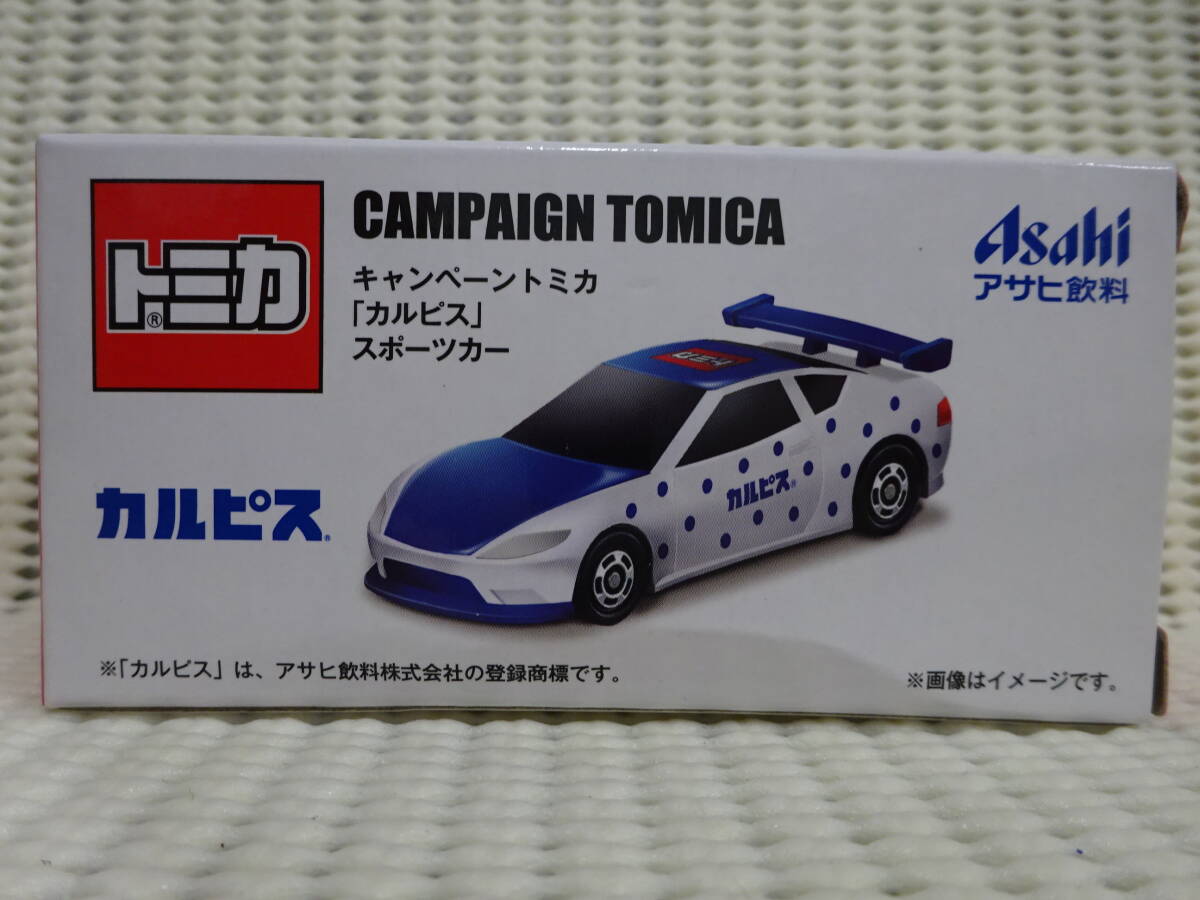 トミカ®
CAMPAIGN TOMICA
キャンペーントミカ
「カルピス」
スポーツカー
Asahi
アサヒ飲料
カルピス®
トミカ
カルピス®
※「カルピス」は、アサヒ飲料株式会社の登録商標です。
※画像はイメージです。